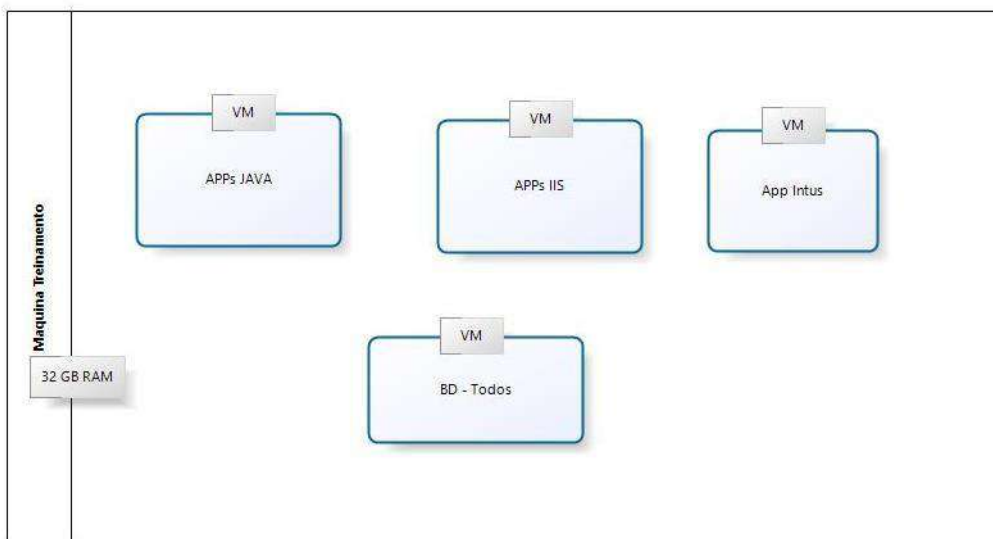 Maquina Treinamento
32 GB RAM
VM
APPs JAVA
VM
APPs IIS
VM
App Intus
VM
BD - Todos